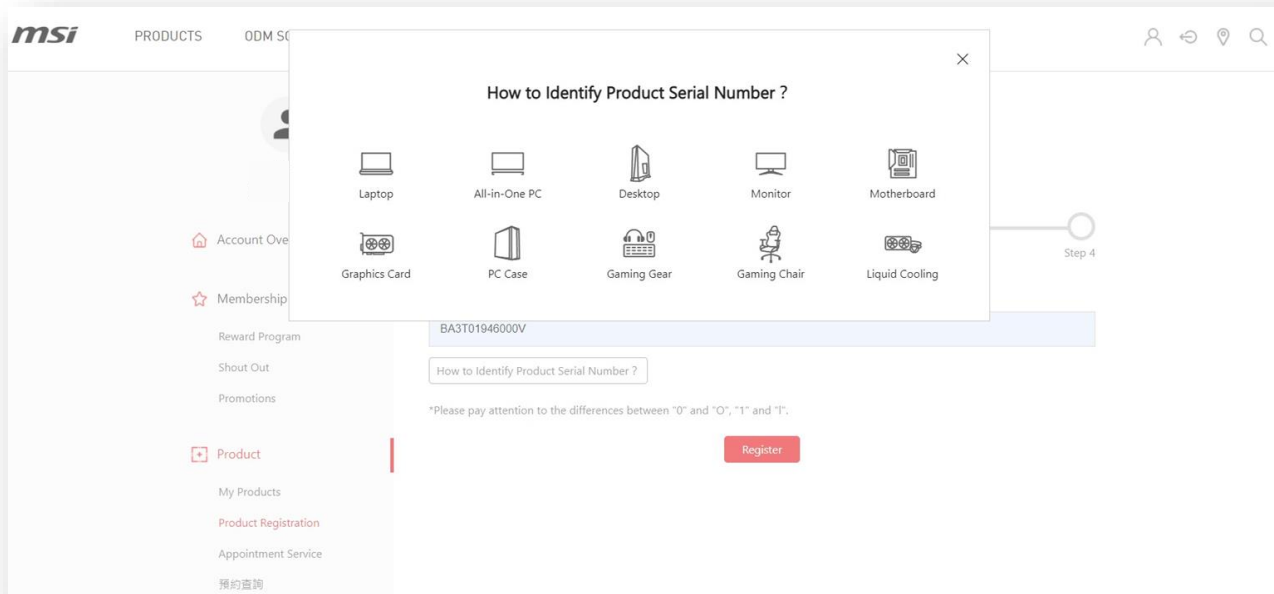 msi
PRODUCTS
ODM SO
How to Identify Product Serial Number ?
Laptop
All-in-One PC
Desktop
Monitor
Motherboard
Graphics Card
PC Case
Gaming Gear
Gaming Chair
Liquid Cooling
Account Ove
Membership
Reward Program
Shout Out
Promotions
Product
My Products
Product Registration
Appointment Service
預約查詢
Step 4
BA3T01946000V
How to Identify Product Serial Number ?
*Please pay attention to the differences between "0" and "O", "1" and "l".
Register